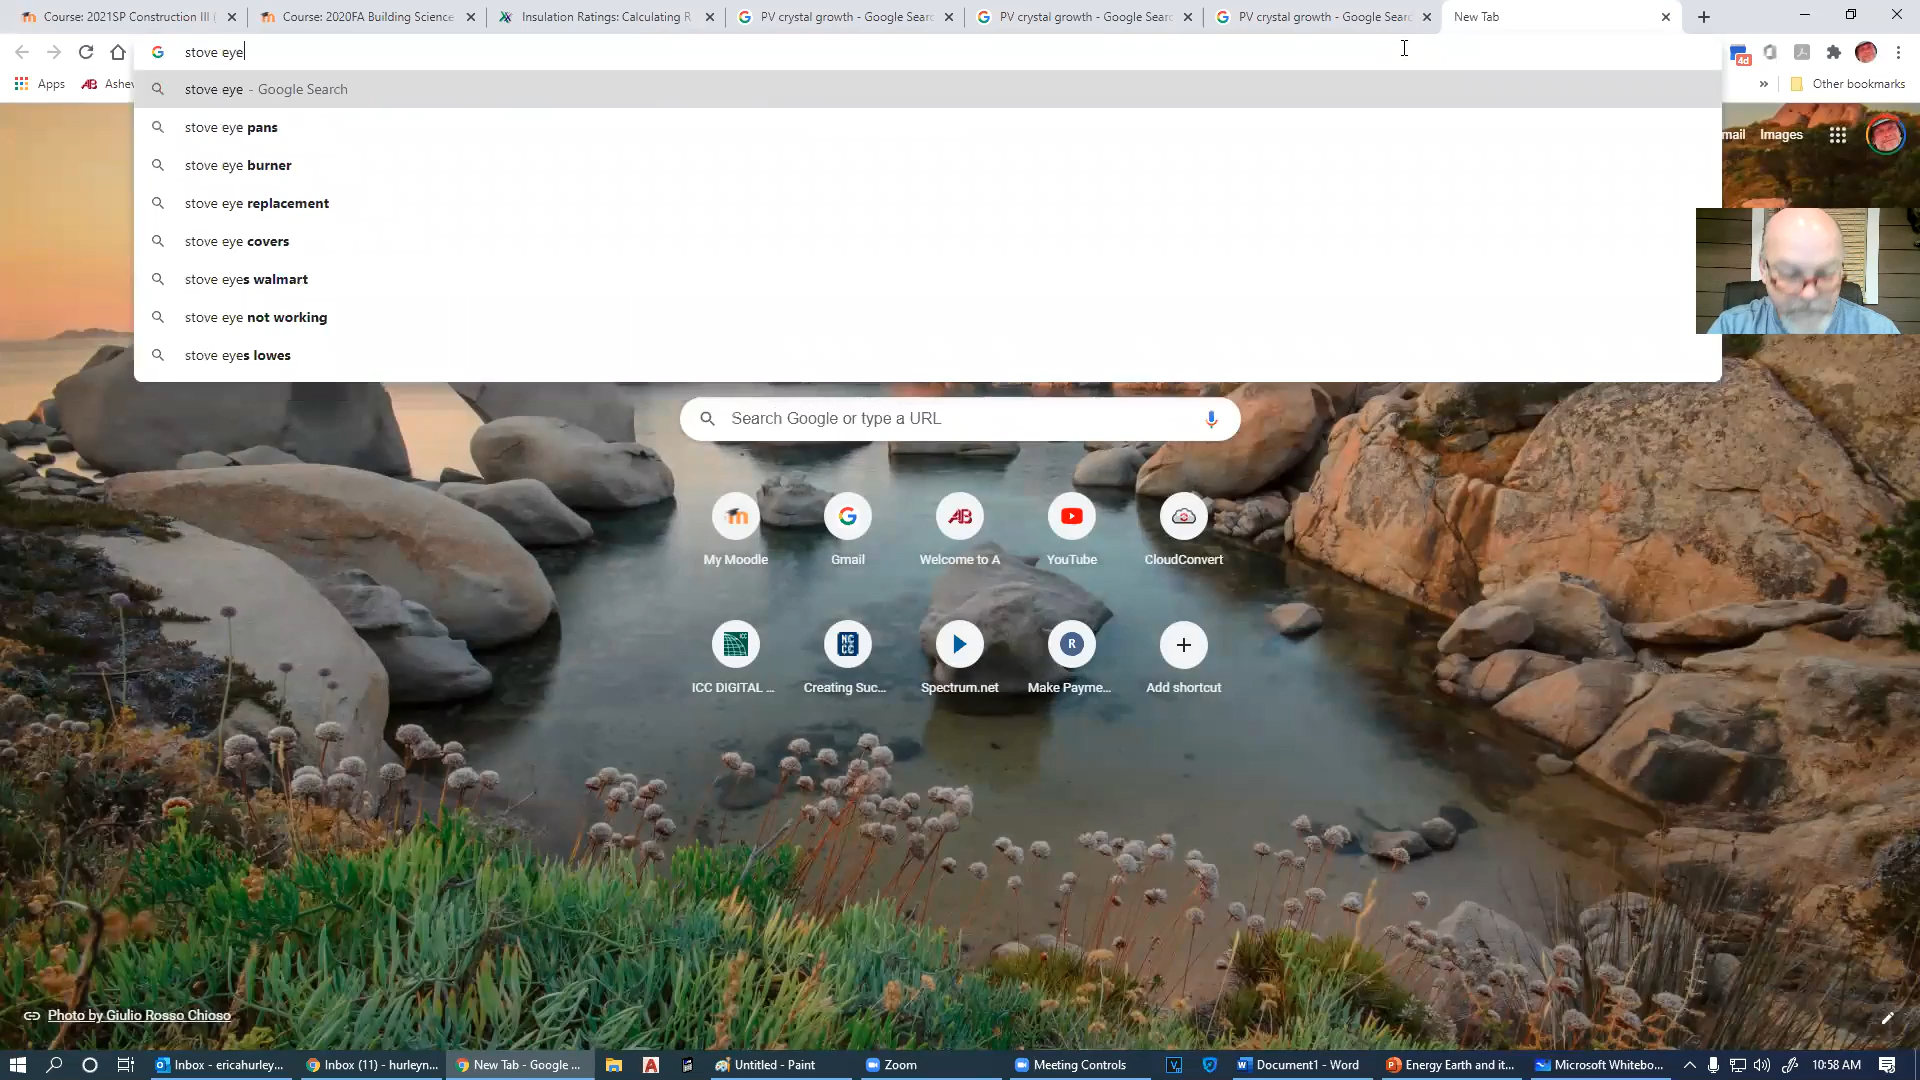 Course: 2021SP Construction III (
Course: 2020FA Building Science
Insulation Ratings: Calculating R
PV crystal growth - Google Searc
PV crystal growth - Google Searc
PV crystal growth - Google Searc
New Tab
stove eye
4d
Apps
AB
Ashev
»
Other bookmarks
stove eye - Google Search
stove eye pans
stove eye burner
stove eye replacement
stove eye covers
stove eyes walmart
stove eye not working
stove eyes lowes
mail
Images
Search Google or type a URL
My Moodle
Gmail
Welcome to A
YouTube
CloudConvert
ICC DIGITAL ...
Creating Suc...
Spectrum.net
Make Payme...
Add shortcut
Photo by Giulio Rosso Chioso
Inbox - ericahurley...
Inbox (11) - hurleyn...
New Tab - Google ...
Untitled - Paint
Zoom
Meeting Controls
Document1 - Word
Energy Earth and it...
Microsoft Whitebo...
10:58 AM